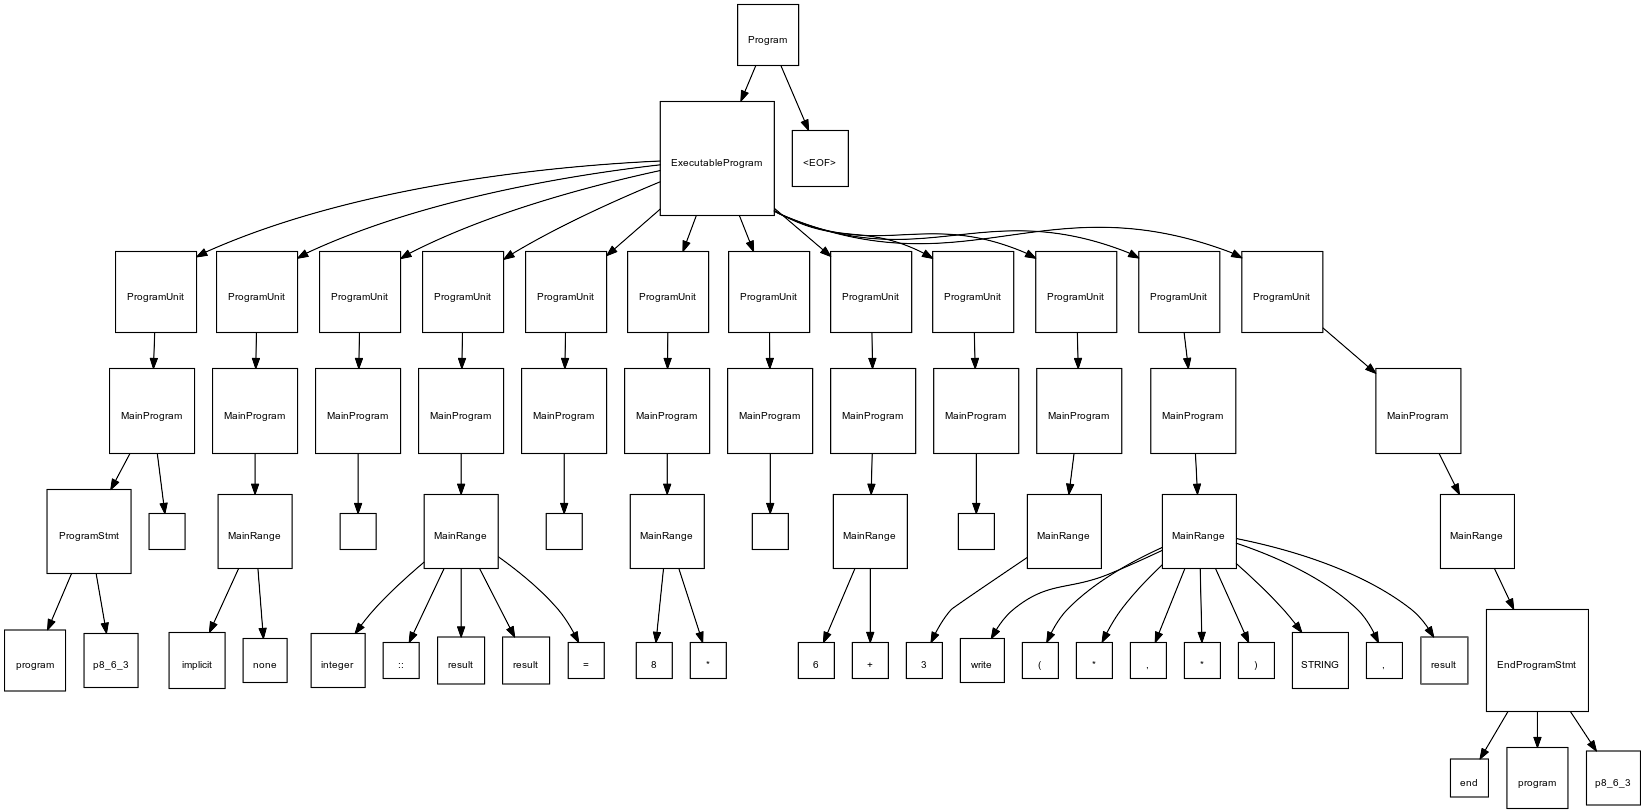 Program
ExecutableProgram
<EOF>
ProgramUnit
ProgramUnit
ProgramUnit
ProgramUnit
ProgramUnit
ProgramUnit
ProgramUnit
ProgramUnit
ProgramUnit
ProgramUnit
ProgramUnit
ProgramUnit
MainProgram
MainProgram
MainProgram
MainProgram
MainProgram
MainProgram
MainProgram
MainProgram
MainProgram
MainProgram
MainProgram
MainProgram
ProgramStmt
MainRange
MainRange
MainRange
MainRange
MainRange
MainRange
MainRange
program
p8_6_3
implicit
none
integer
::
result
result
=
8
*
6
+
3
write
(
*
,
*
)
STRING
,
result
EndProgramStmt
end
program
p8_6_3